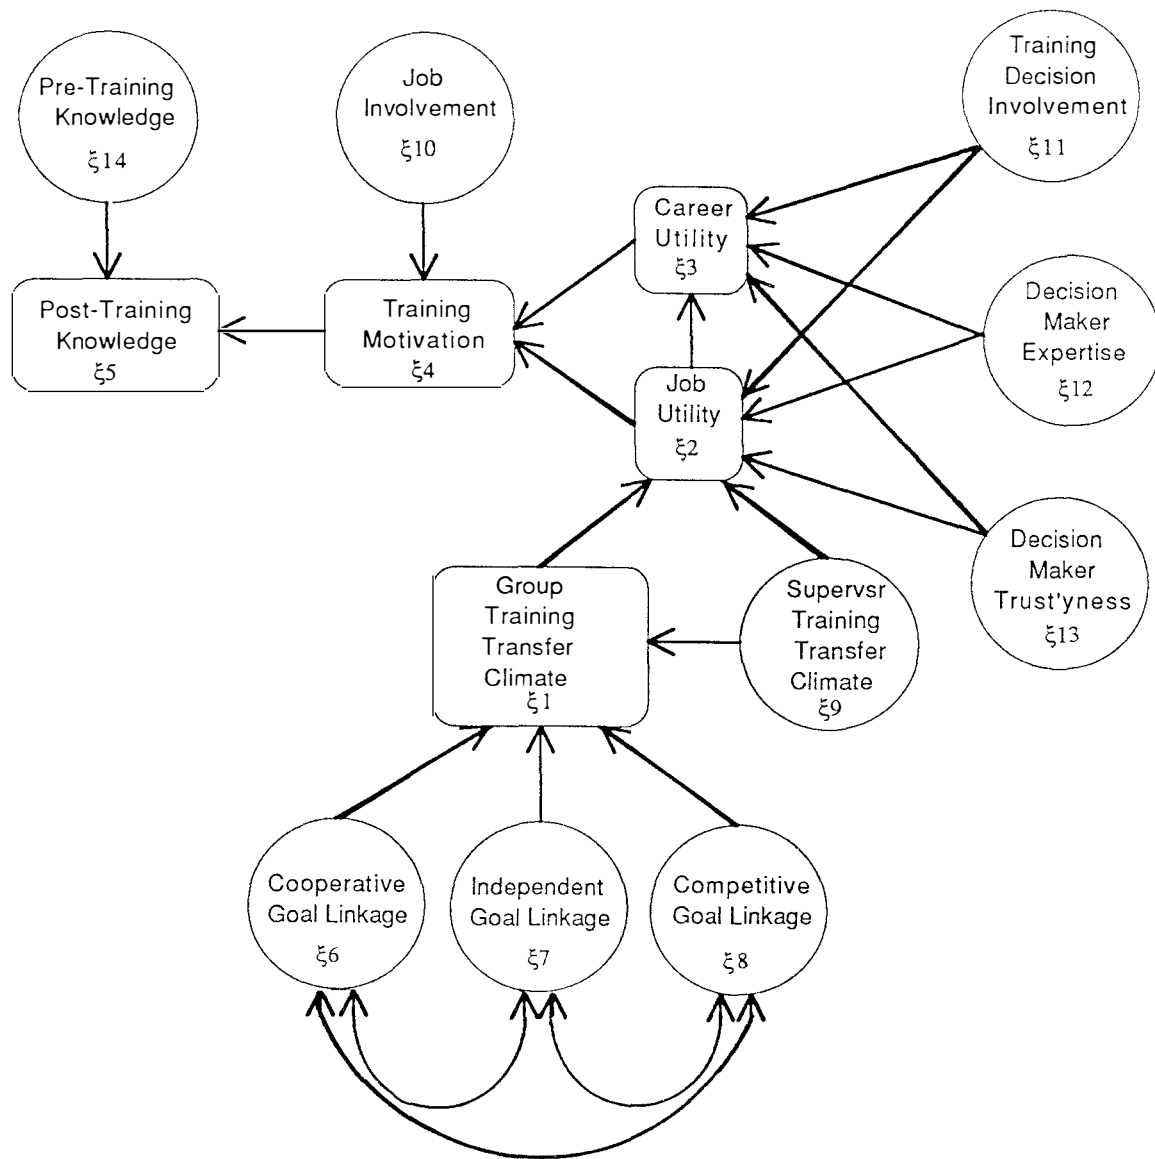 Pre-Training
Knowledge
ξ14
Job
Involvement
ξ10
Training
Decision
Involvement
ξ11
Career
Utility
ξ3
Post-Training
Knowledge
ξ5
Training
Motivation
ξ4
Decision
Maker
Expertise
ξ12
Job
Utility
ξ2
Group
Training
Transfer
Climate
ξ1
Supervsr
Training
Transfer
Climate
ξ9
Decision
Maker
Trust'yness
ξ13
Cooperative
Goal Linkage
ξ6
Independent
Goal Linkage
ξ7
Competitive
Goal Linkage
ξ8